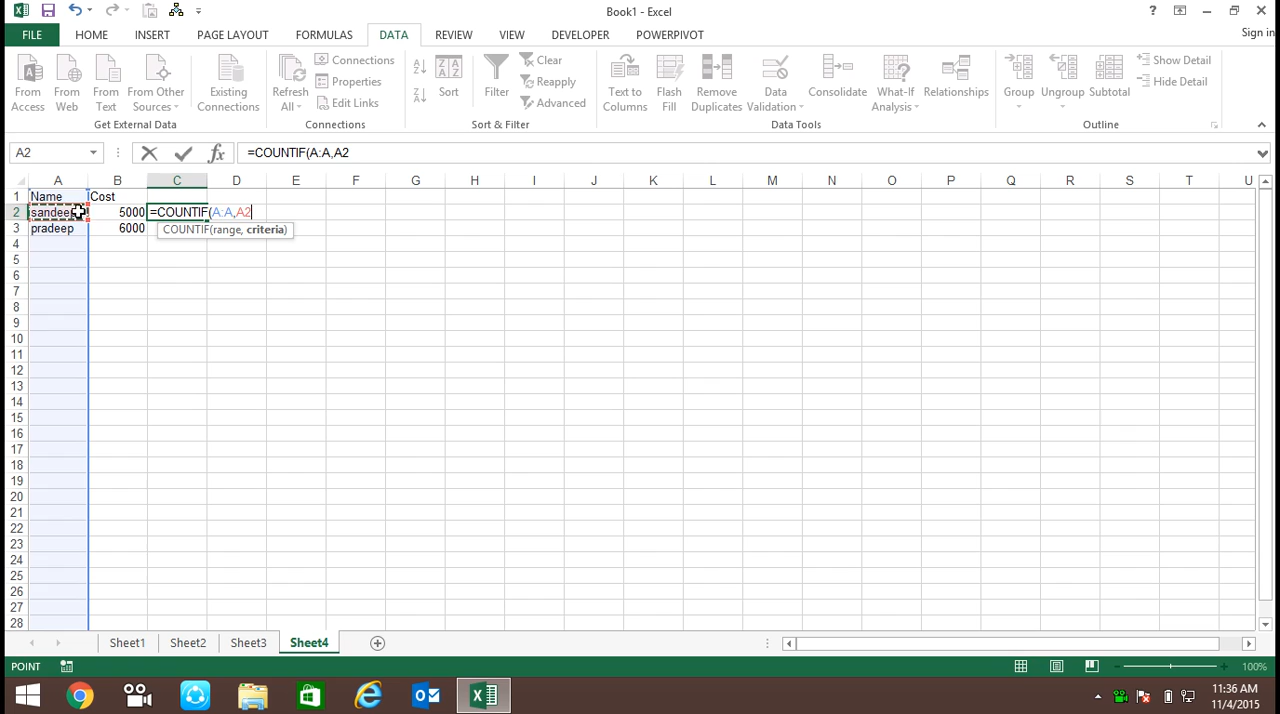 Book1 - Excel
?
FILE HOME INSERT PAGE LAYOUT FORMULAS DATA REVIEW VIEW DEVELOPER POWERPIVOT Sign in
From Access
From Web
From Text
From Other Sources
Existing Connections
Get External Data
Refresh All
Connections
Properties
Edit Links
Connections
A Z
Z A
Sort
Filter
Clear
Reapply
Advanced
Sort & Filter
Text to Columns
Flash Fill
Remove Duplicates
Data Validation
Consolidate
What-If Analysis
Relationships
Data Tools
Group
Ungroup
Subtotal
Show Detail
Hide Detail
Outline
A2 fx =COUNTIF(A:A,A2
A B C D E F G H I J K L M N O P Q R S T U
1 Name Cost
2 sandeep 5000 =COUNTIF(A:A,A2
3 pradeep 6000 COUNTIF(range, criteria)
4
5
6
7
8
9
10
11
12
13
14
15
16
17
18
19
20
21
22
23
24
25
26
27
28
Sheet1 Sheet2 Sheet3 Sheet4
POINT 100%
11:36 AM
11/4/2015